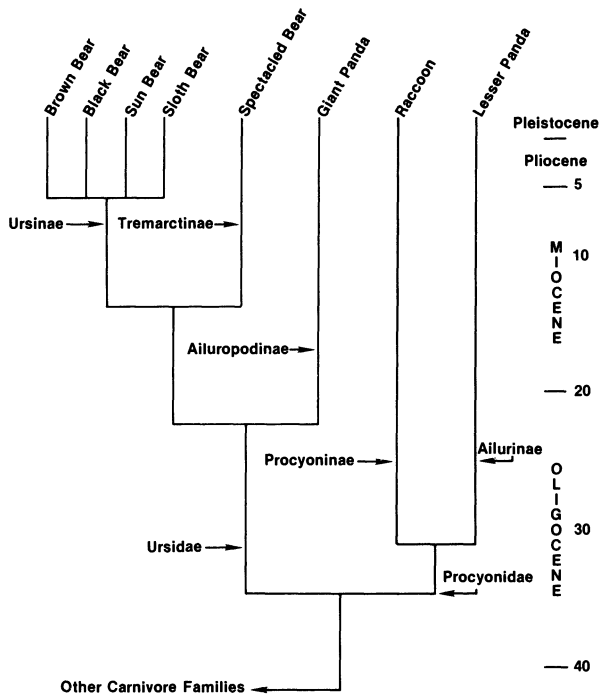 Brown Bear
Black Bear
Sun Bear
Sloth Bear
Spectacled Bear
Giant Panda
Raccoon
Lesser Panda
Pleistocene
Pliocene
5
Ursinae
Tremarctinae
MIOCENE
10
Ailuropodinae
20
Procyoninae
Ailurinae
OLIGOCENE
30
Ursidae
Procyonidae
40
Other Carnivore Families